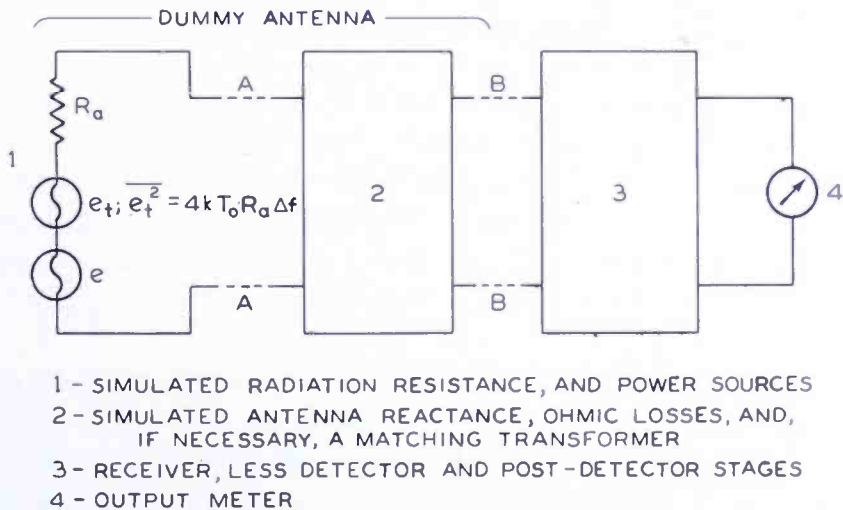 DUMMY ANTENNA
A
B
Rₐ
1
eₜ; \overline{eₜ²} = 4kT₀RₐΔf
2
3
4
e
A
B
1 - SIMULATED RADIATION RESISTANCE, AND POWER SOURCES
2 - SIMULATED ANTENNA REACTANCE, OHMIC LOSSES, AND,
IF NECESSARY, A MATCHING TRANSFORMER
3 - RECEIVER, LESS DETECTOR AND POST-DETECTOR STAGES
4 - OUTPUT METER